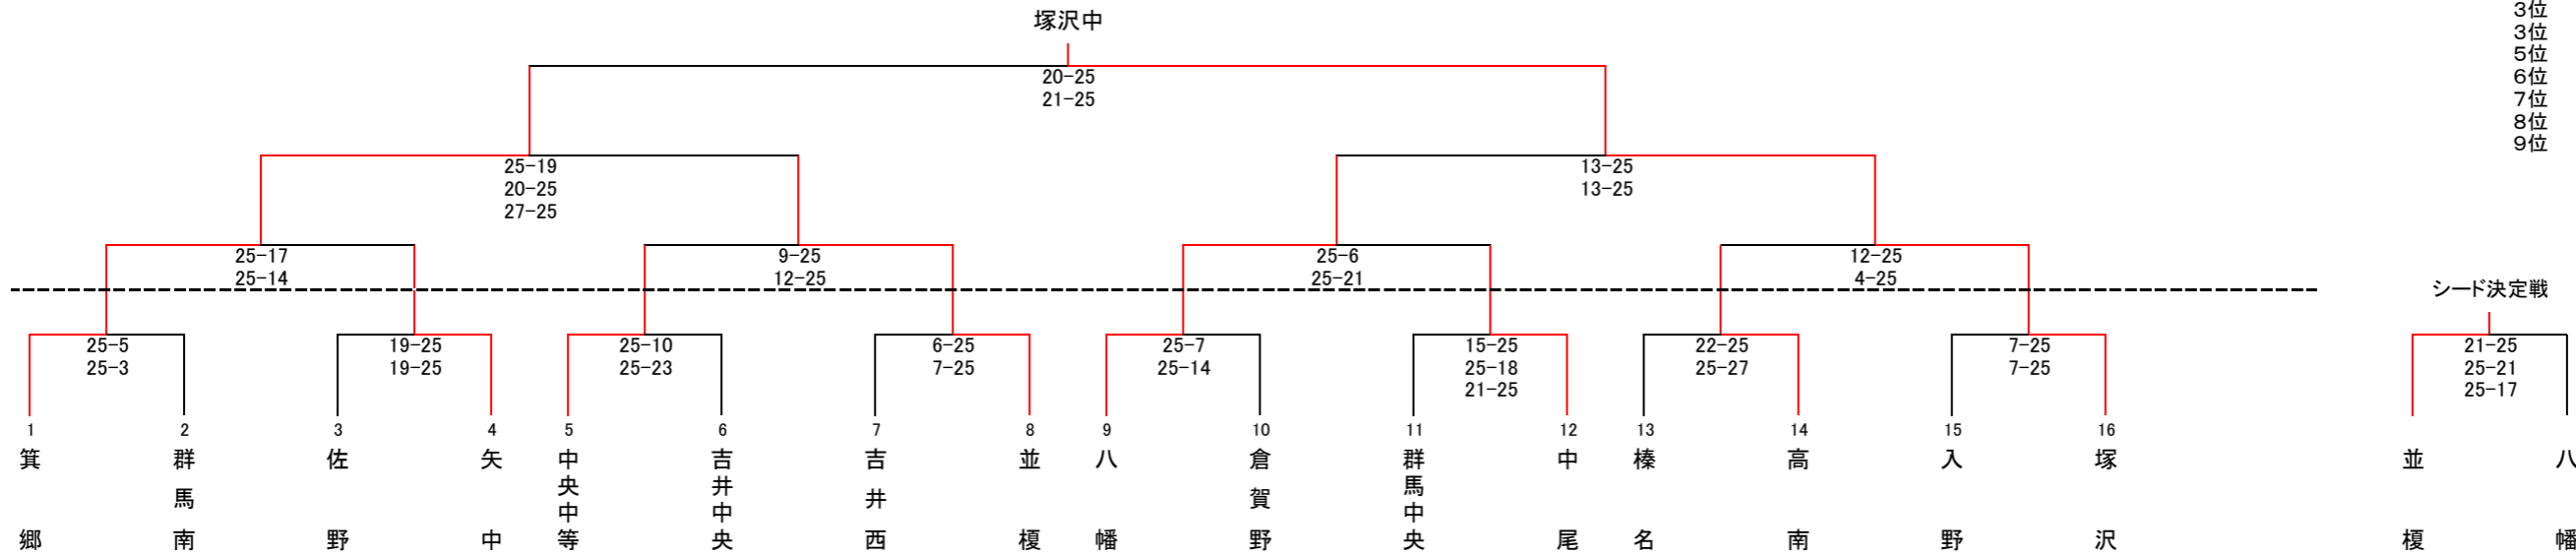 塚沢中
3位
3位
5位
6位
7位
8位
9位
20-25
21-25
25-19
20-25
27-25
13-25
13-25
25-17
25-14
9-25
12-25
25-6
25-21
12-25
4-25
シード決定戦
25-5
25-3
19-25
19-25
25-10
25-23
6-25
7-25
25-7
25-14
15-25
25-18
21-25
22-25
25-27
7-25
7-25
21-25
25-21
25-17
1 2 3 4 5 6 7 8 9 10 11 12 13 14 15 16
箕郷
群馬南
佐野
矢中
中央中等
吉井中央
吉井西
並榎
八幡
倉賀野
群馬中央
中尾
榛名
高南
入野
塚沢
並榎
八幡